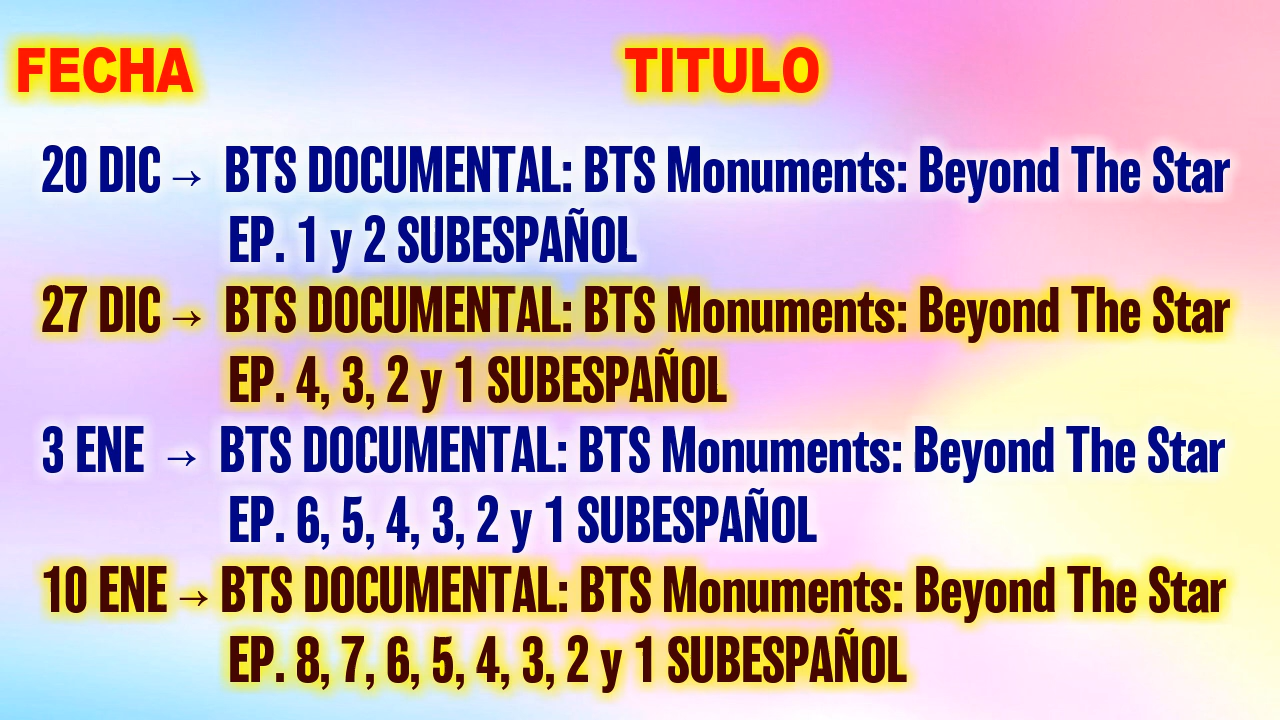 FECHA TITULO
20 DIC → BTS DOCUMENTAL: BTS Monuments: Beyond The Star
EP. 1 y 2 SUBESPAÑOL
27 DIC → BTS DOCUMENTAL: BTS Monuments: Beyond The Star
EP. 4, 3, 2 y 1 SUBESPAÑOL
3 ENE → BTS DOCUMENTAL: BTS Monuments: Beyond The Star
EP. 6, 5, 4, 3, 2 y 1 SUBESPAÑOL
10 ENE → BTS DOCUMENTAL: BTS Monuments: Beyond The Star
EP. 8, 7, 6, 5, 4, 3, 2 y 1 SUBESPAÑOL